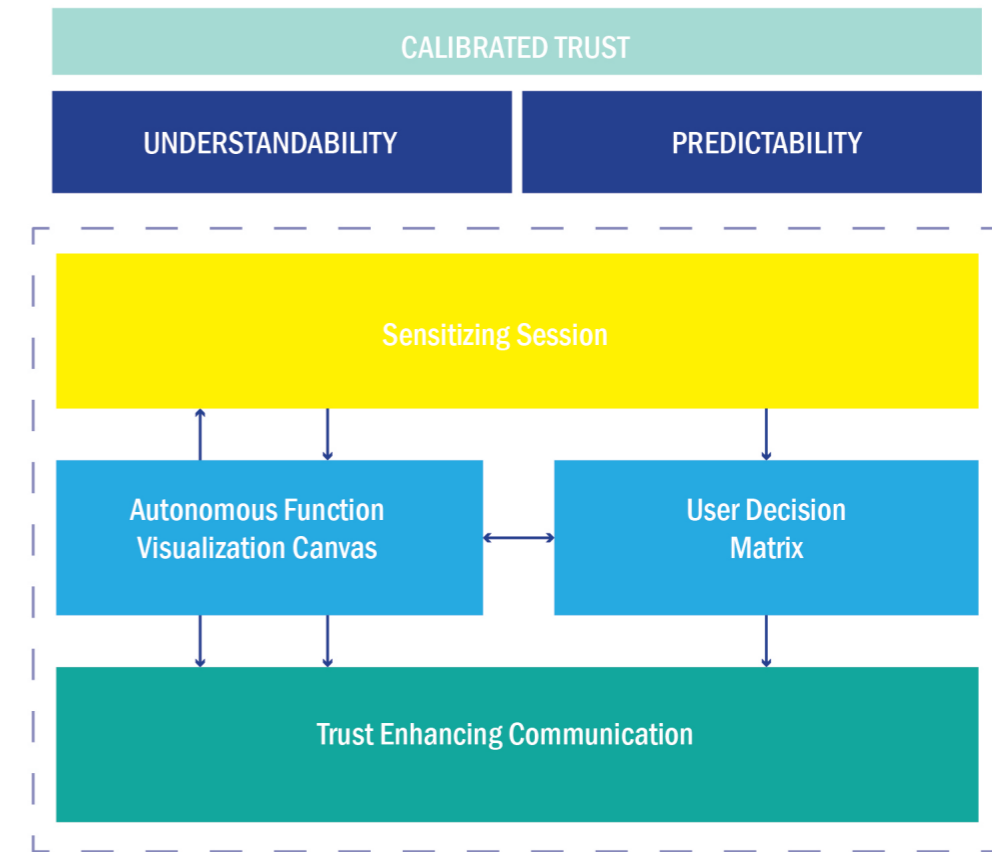 CALIBRATED TRUST
UNDERSTANDABILITY
PREDICTABILITY
Sensitizing Session
Autonomous Function
Visualization Canvas
User Decision
Matrix
Trust Enhancing Communication